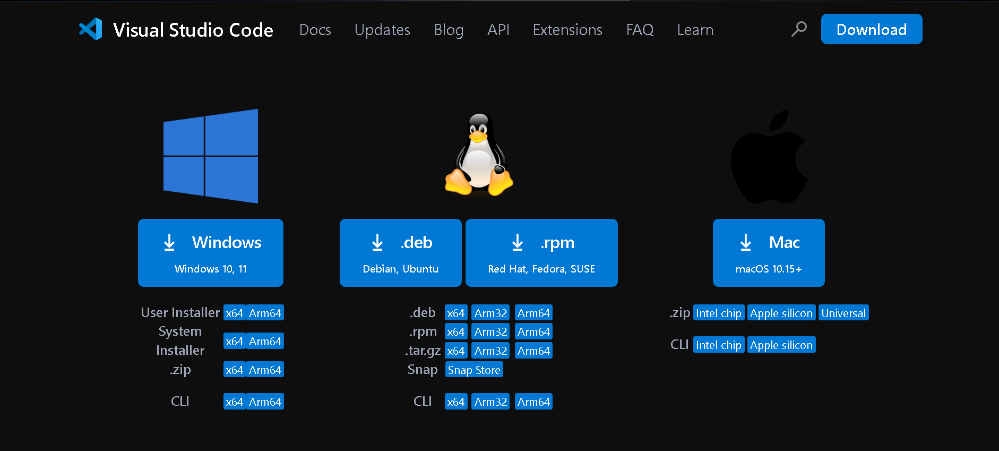 Visual Studio Code Docs Updates Blog API Extensions FAQ Learn Download
Windows
Windows 10, 11
.deb
Debian, Ubuntu
.rpm
Red Hat, Fedora, SUSE
Mac
macOS 10.15+
User Installer x64 Arm64
System Installer x64 Arm64
.zip x64 Arm64
CLI x64 Arm64
.deb x64 Arm32 Arm64
.rpm x64 Arm32 Arm64
.tar.gz x64 Arm32 Arm64
Snap Snap Store
CLI x64 Arm32 Arm64
.zip Intel chip Apple silicon Universal
CLI Intel chip Apple silicon